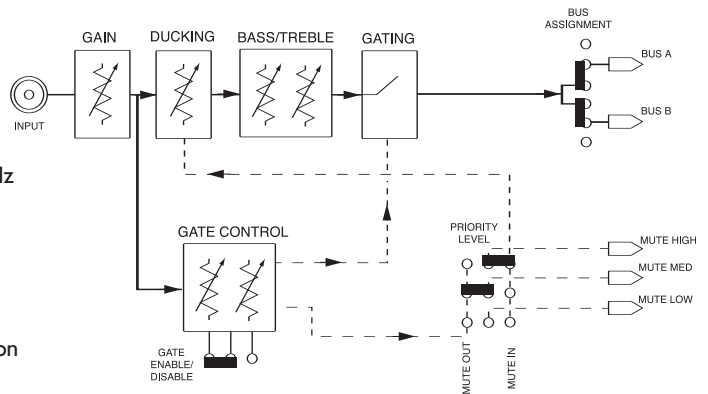 BUS
ASSIGNMENT
GAIN
DUCKING
BASS/TREBLE
GATING
BUS A
INPUT
BUS B
GATE CONTROL
PRIORITY
LEVEL
MUTE HIGH
MUTE MED
MUTE LOW
GATE
ENABLE/
DISABLE
MUTE OUT
MUTE IN